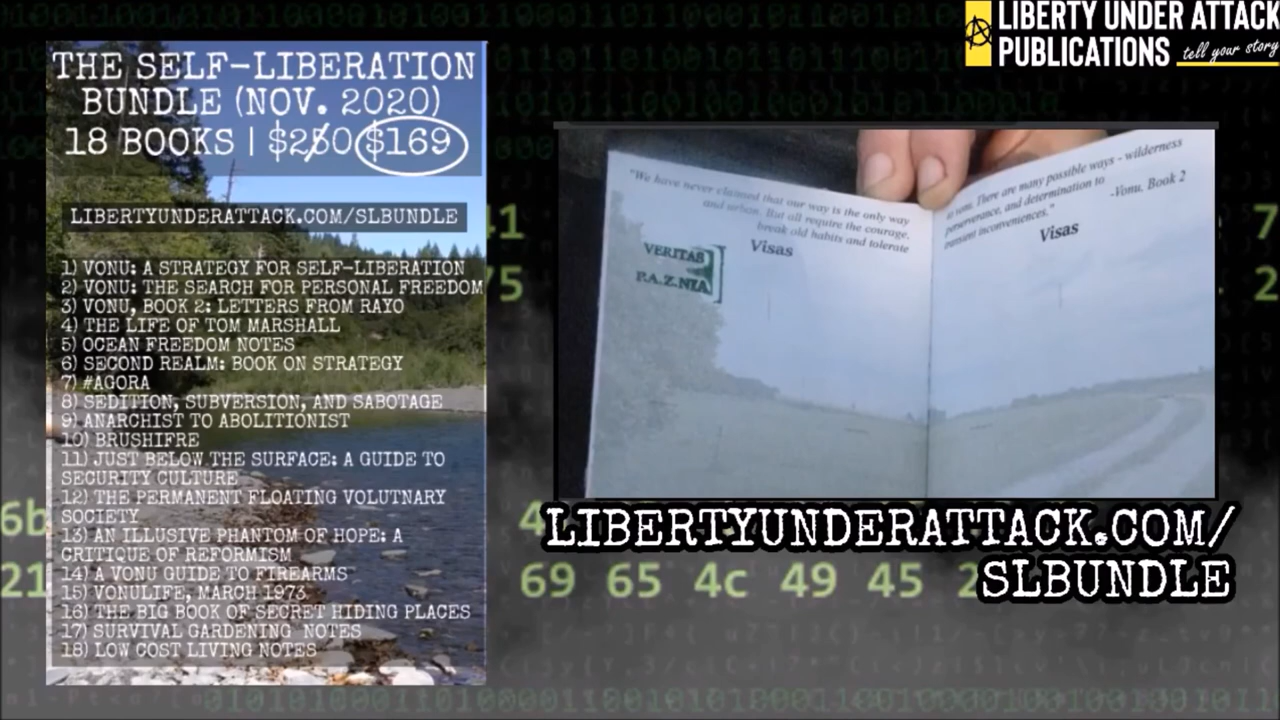 LIBERTY UNDER ATTACK
PUBLICATIONS tell your story
THE SELF-LIBERATION
BUNDLE (NOV. 2020)
18 BOOKS | $250 $169
LIBERTYUNDERATTACK.COM/SLBUNDLE
1) VONU: A STRATEGY FOR SELF-LIBERATION
2) VONU: THE SEARCH FOR PERSONAL FREEDOM
3) VONU, BOOK 2: LETTERS FROM RAYO
4) THE LIFE OF TOM MARSHALL
5) OCEAN FREEDOM NOTES
6) SECOND REALM: BOOK ON STRATEGY
7) #AGORA
8) SEDITION, SUBVERSION, AND SABOTAGE
9) ANARCHIST TO ABOLITIONIST
10) BRUSHIFRE
11) JUST BELOW THE SURFACE: A GUIDE TO
SECURITY CULTURE
12) THE PERMANENT FLOATING VOLUTNARY
SOCIETY
13) AN ILLUSIVE PHANTOM OF HOPE: A
CRITIQUE OF REFORMISM
14) A VONU GUIDE TO FIREARMS
15) VONULIFE, MARCH 1973
16) THE BIG BOOK OF SECRET HIDING PLACES
17) SURVIVAL GARDENING NOTES
18) LOW COST LIVING NOTES
"We have never claimed that our way is the only way
and urban. But all require the courage,
break old habits and tolerate
Visas
VERITAS
P.A.Z.NIA
to vonu. There are many possible ways - wilderness
perseverance, and determination to
transient inconveniences."
-Vonu, Book 2
Visas
LIBERTYUNDERATTACK.COM/
SLBUNDLE
41
75
6b
21
69 65 4c 49 45